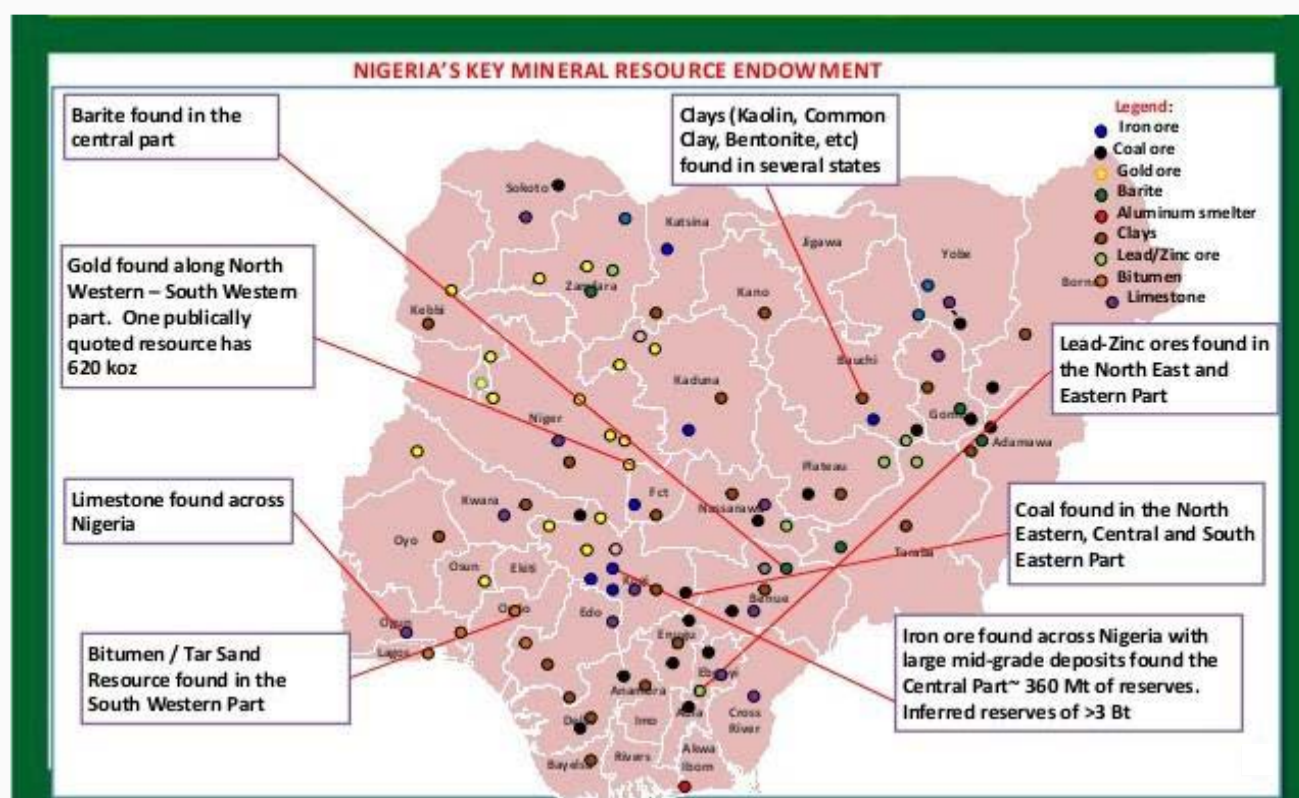 NIGERIA'S KEY MINERAL RESOURCE ENDOWMENT
Barite found in the
central part
Clays (Kaolin, Common
Clay, Bentonite, etc)
found in several states
Legend:
Iron ore
Coal ore
Gold ore
Barite
Aluminum smelter
Clays
Lead/Zinc ore
Bitumen
Limestone
Gold found along North
Western – South Western
part. One publically
quoted resource has
620 koz
Lead-Zinc ores found in
the North East and
Eastern Part
Limestone found across
Nigeria
Coal found in the North
Eastern, Central and South
Eastern Part
Bitumen / Tar Sand
Resource found in the
South Western Part
Iron ore found across Nigeria with
large mid-grade deposits found the
Central Part~ 360 Mt of reserves.
Inferred reserves of >3 Bt
Sokoto
Katsina
Jigawa
Yobe
Borno
Zamfara
Kebbi
Kano
Bauchi
Kaduna
Gombe
Niger
Adamawa
Plateau
Kwara
Fct
Nassarawa
Oyo
Taraba
Osun
Ekiti
Kogi
Benue
Ogun
Ondo
Edo
Enugu
Lagos
Ebonyi
Anambra
Delta
Imo
Abia
Cross
River
Bayelsa
Rivers
Akwa
Ibom